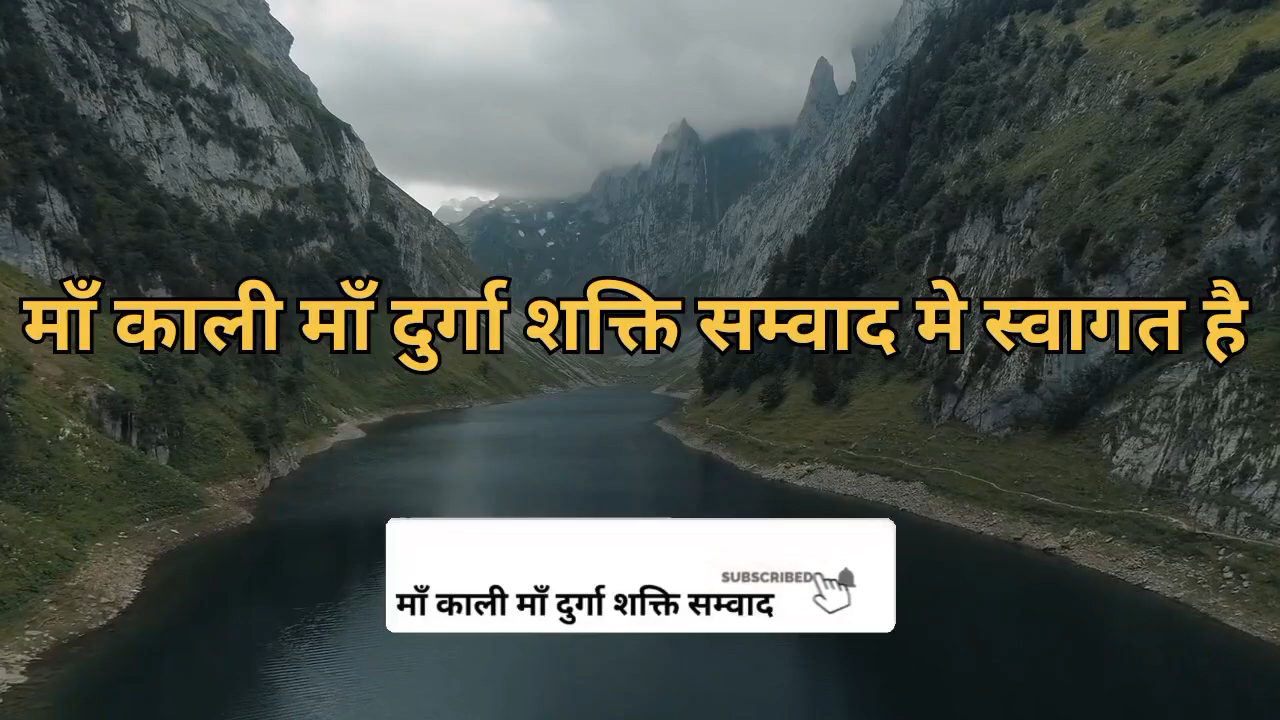 माँ काली माँ दुर्गा शक्ति सम्वाद मे स्वागत है
SUBSCRIBED
माँ काली माँ दुर्गा शक्ति सम्वाद